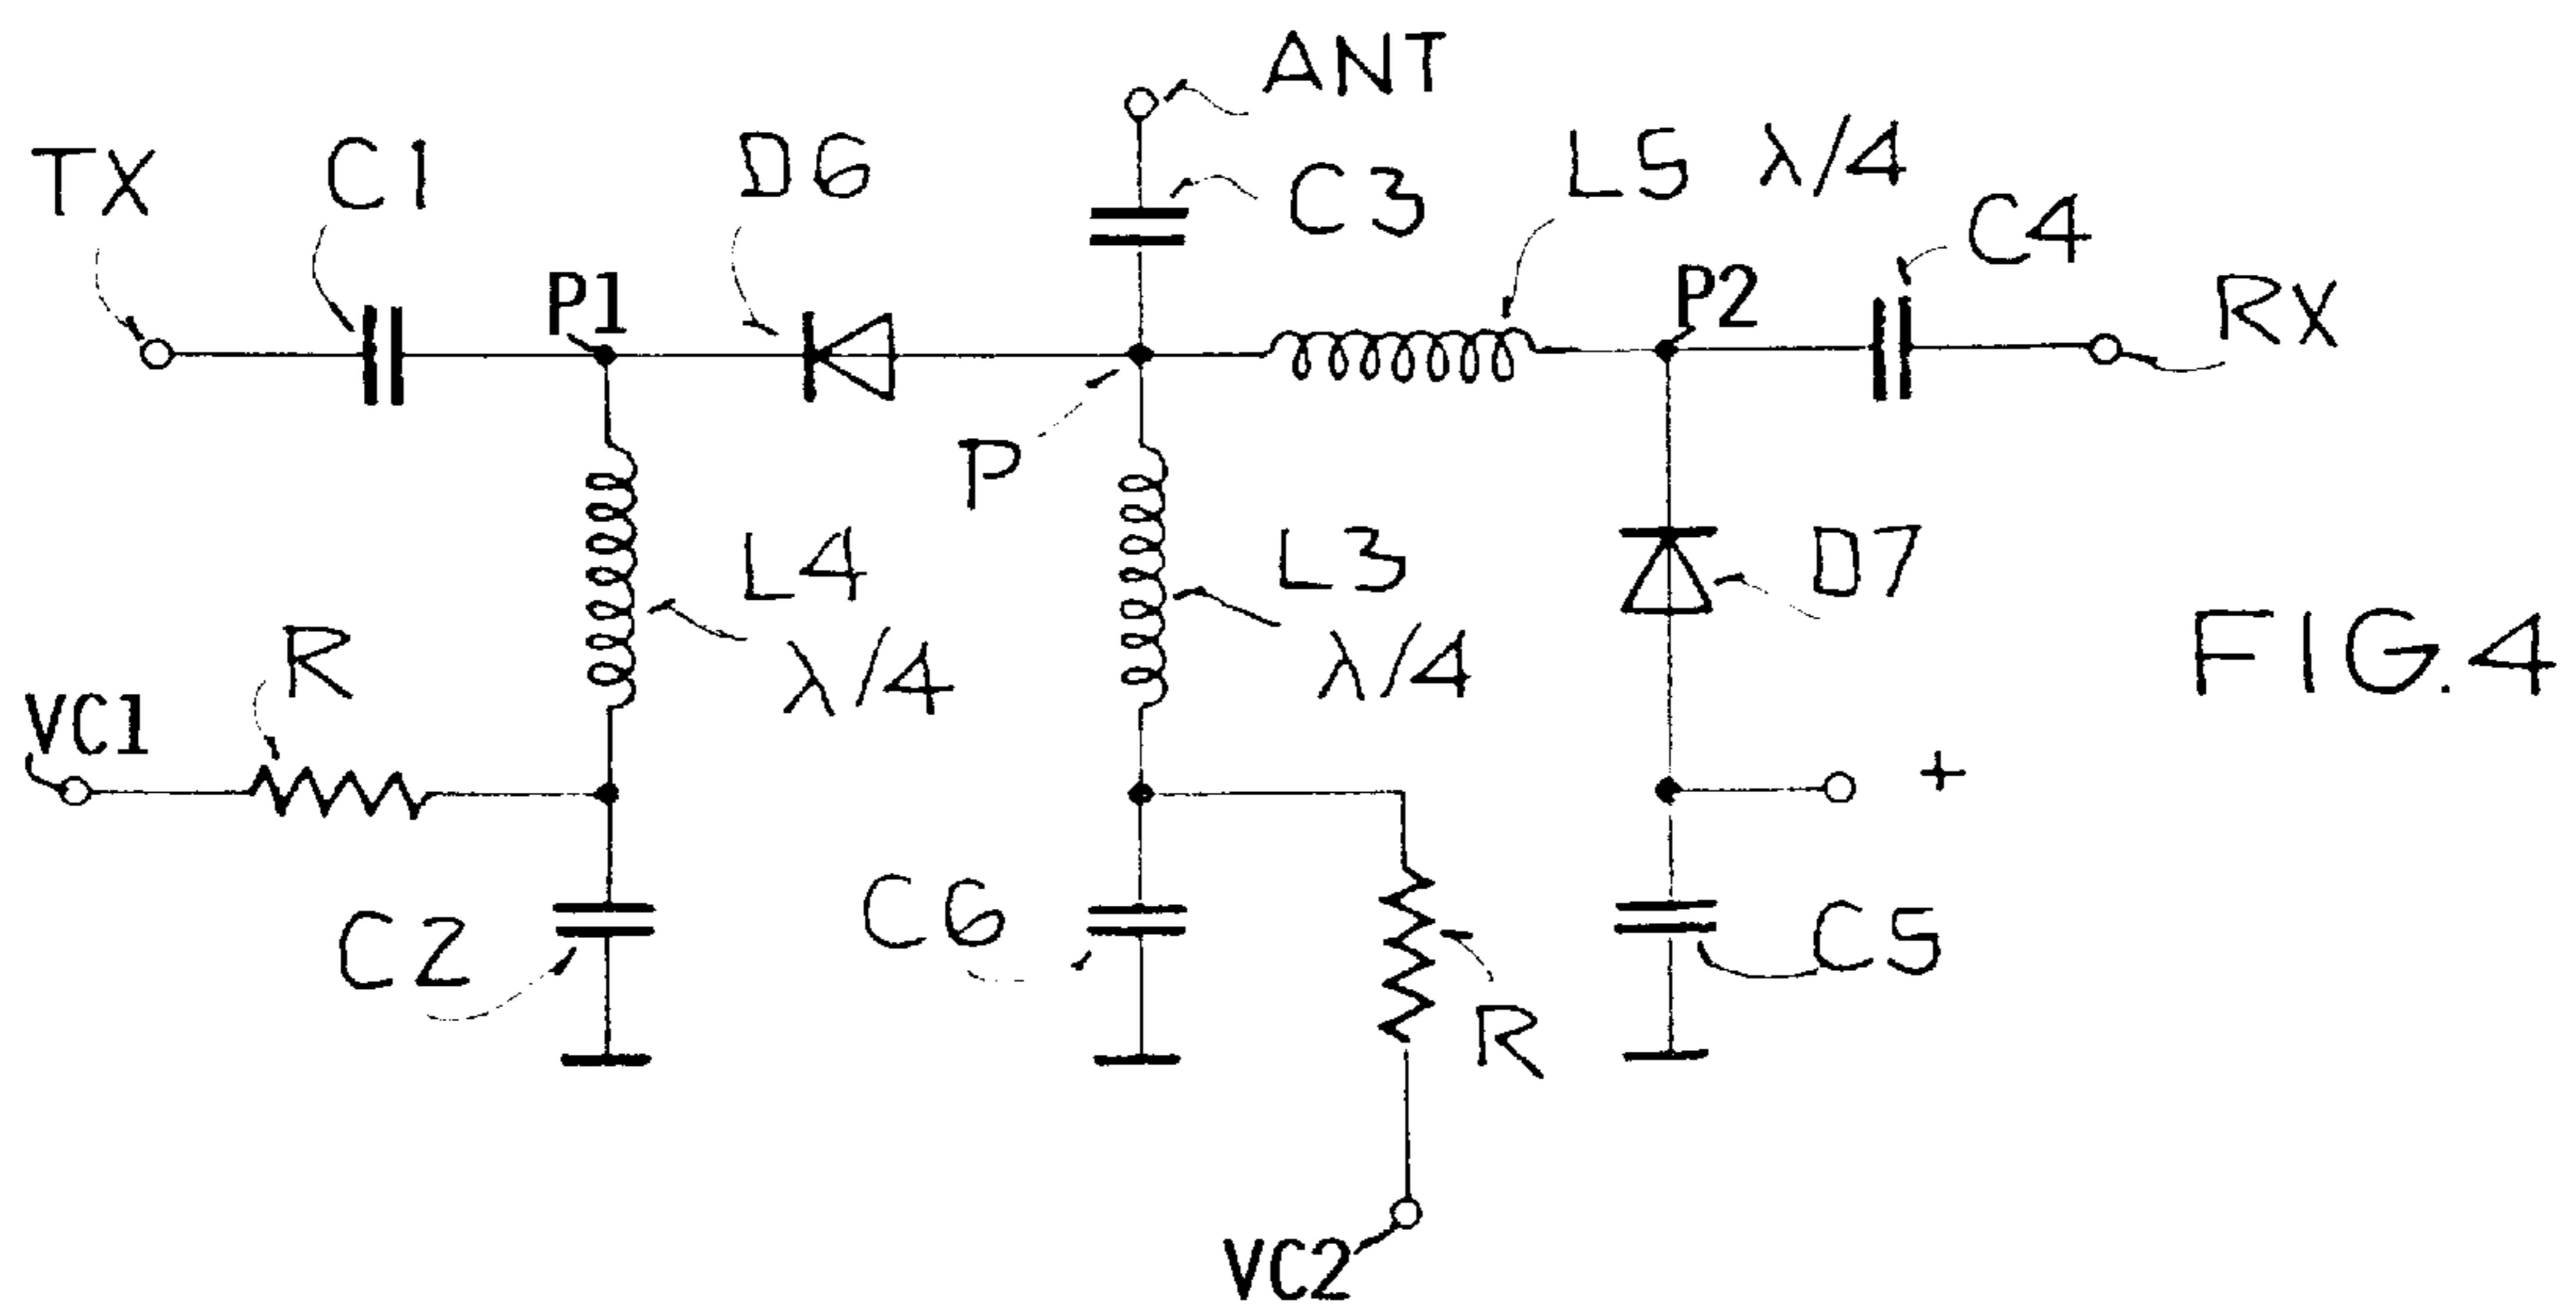 ANT
TX
C1
D6
C3
L5 λ/4
C4
RX
P1
P2
P
L4
λ/4
L3
λ/4
D7
FIG.4
R
VC1
+
C2
C6
C5
R
VC2